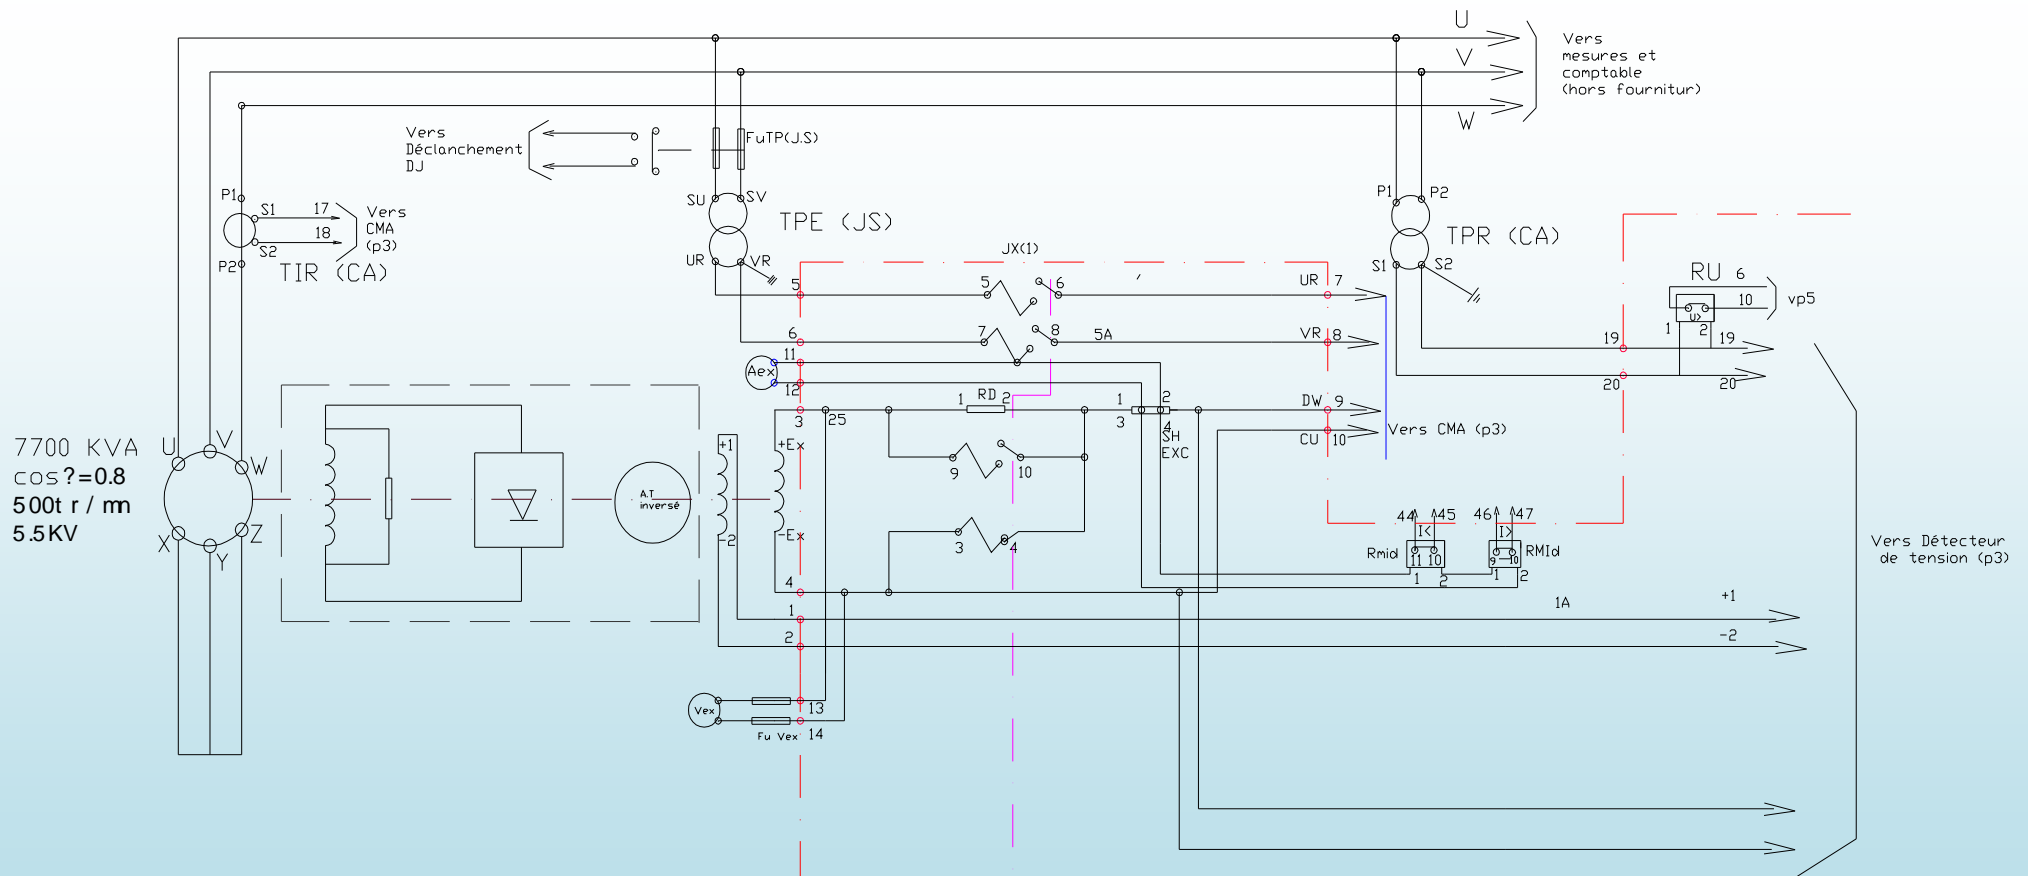 U
V
W
Vers
mesures et
comptable
(hors fournitur)
Vers
Déclanchement
DJ
FuTP(J.S)
P1
S1
17
S2
18
P2
Vers
CMA
(p3)
TIR (CA)
SU
SV
TPE (JS)
UR
VR
P1
P2
TPR (CA)
S1
S2
JX(1)
5
5
6
UR
7
6
7
8
5A
VR
8
RU
6
10
vp5
U>
1
2
19
19
20
20
11
Aex
12
3
25
1
RD
2
1
2
3
4
SH
EXC
DW
9
CU
10
Vers CMA (p3)
7700 KVA
cos?=0.8
500t r / mn
5.5KV
U
V
W
X
Y
Z
A.T
inversé
+1
-2
+Ex
-Ex
9
10
3
4
44
45
46
47
I<
I>
Rmid
11
10
9
10
RMId
1
2
1
2
Vers Détecteur
de tension (p3)
4
1
2
1A
+1
-2
Vex
13
Fu Vex
14